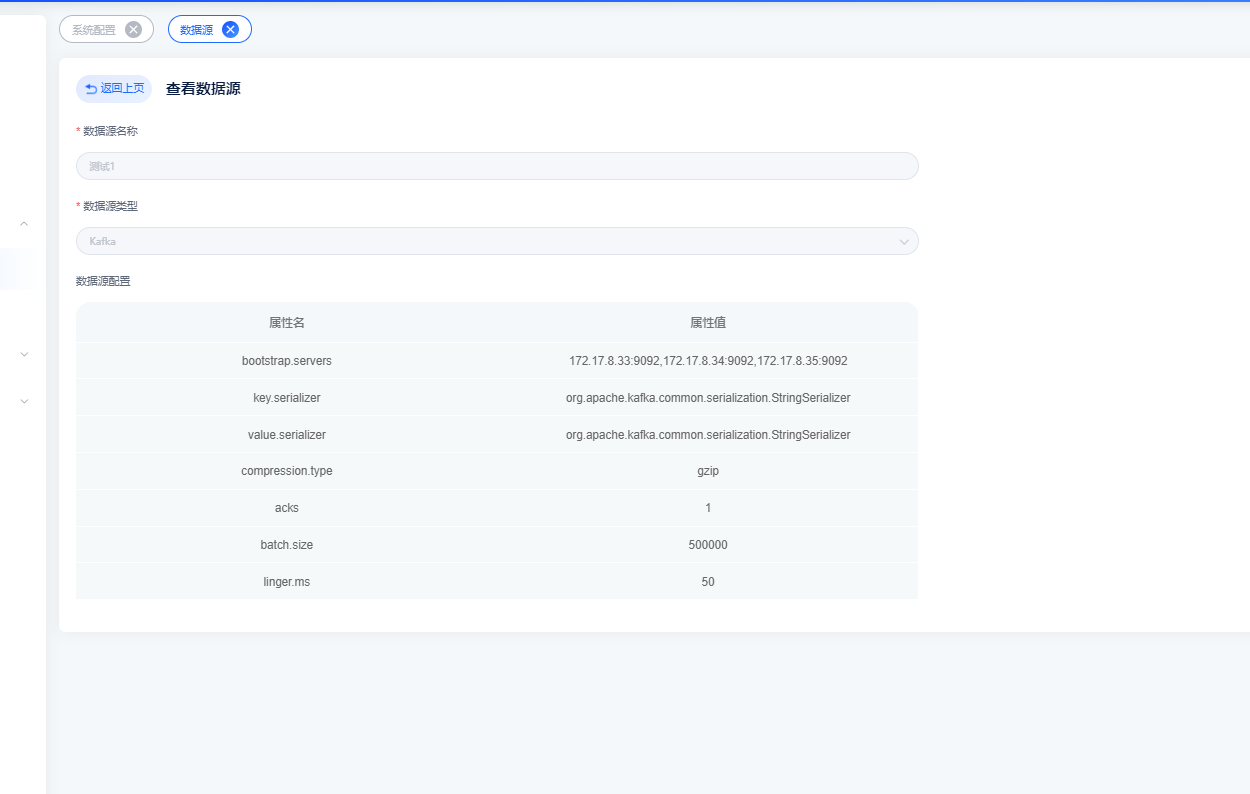 系统配置 数据源
返回上页 查看数据源
* 数据源名称
测试1
* 数据源类型
Kafka
数据源配置
属性名 属性值
bootstrap.servers 172.17.8.33:9092,172.17.8.34:9092,172.17.8.35:9092
key.serializer org.apache.kafka.common.serialization.StringSerializer
value.serializer org.apache.kafka.common.serialization.StringSerializer
compression.type gzip
acks 1
batch.size 500000
linger.ms 50